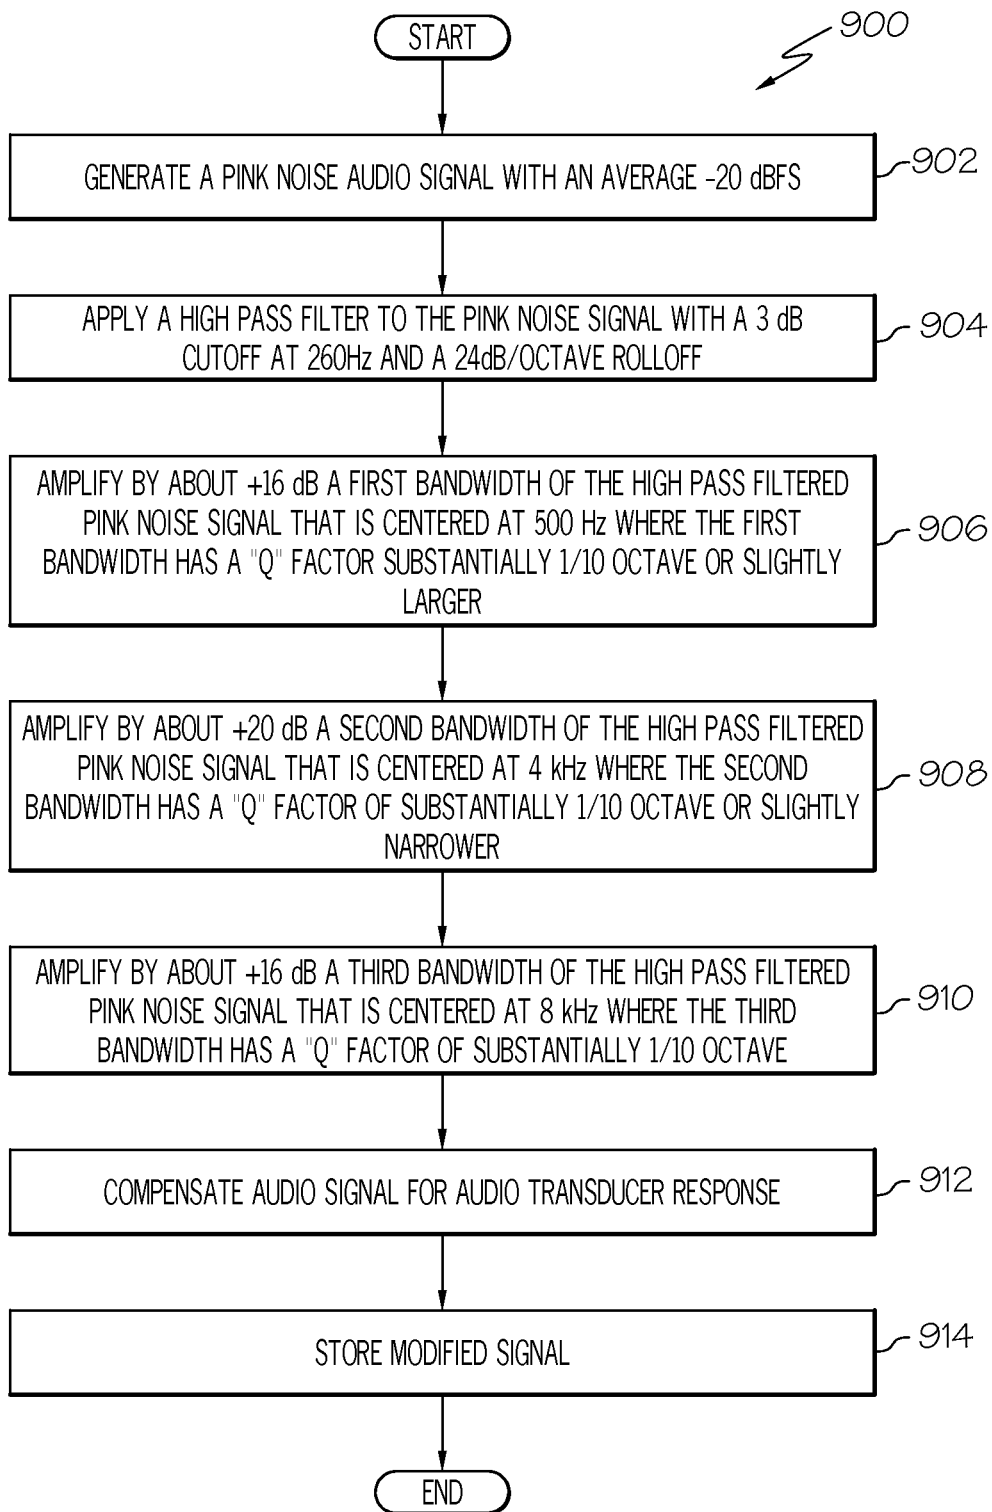 START
900
GENERATE A PINK NOISE AUDIO SIGNAL WITH AN AVERAGE -20 dBFS
902
APPLY A HIGH PASS FILTER TO THE PINK NOISE SIGNAL WITH A 3 dB
CUTOFF AT 260Hz AND A 24dB/OCTAVE ROLLOFF
904
AMPLIFY BY ABOUT +16 dB A FIRST BANDWIDTH OF THE HIGH PASS FILTERED
PINK NOISE SIGNAL THAT IS CENTERED AT 500 Hz WHERE THE FIRST
BANDWIDTH HAS A "Q" FACTOR SUBSTANTIALLY 1/10 OCTAVE OR SLIGHTLY
LARGER
906
AMPLIFY BY ABOUT +20 dB A SECOND BANDWIDTH OF THE HIGH PASS FILTERED
PINK NOISE SIGNAL THAT IS CENTERED AT 4 kHz WHERE THE SECOND
BANDWIDTH HAS A "Q" FACTOR OF SUBSTANTIALLY 1/10 OCTAVE OR SLIGHTLY
NARROWER
908
AMPLIFY BY ABOUT +16 dB A THIRD BANDWIDTH OF THE HIGH PASS FILTERED
PINK NOISE SIGNAL THAT IS CENTERED AT 8 kHz WHERE THE THIRD
BANDWIDTH HAS A "Q" FACTOR OF SUBSTANTIALLY 1/10 OCTAVE
910
COMPENSATE AUDIO SIGNAL FOR AUDIO TRANSDUCER RESPONSE
912
STORE MODIFIED SIGNAL
914
END